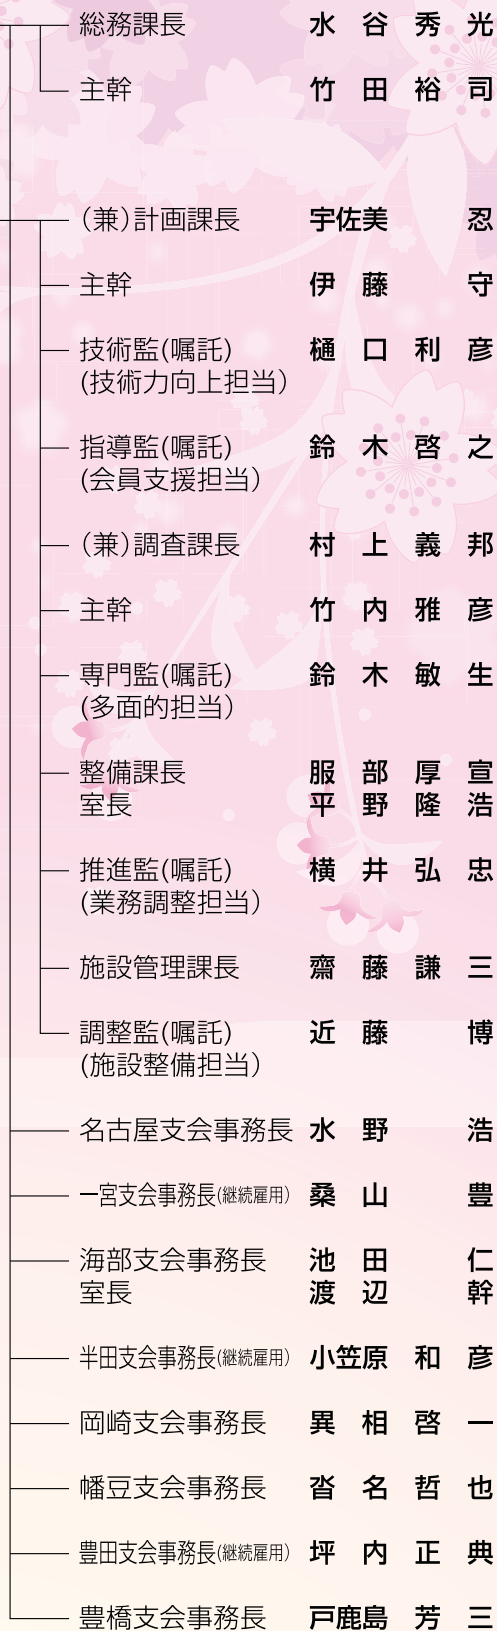 総務課長 水谷秀光
主幹 竹田裕司
（兼）計画課長 宇佐美忍
主幹 伊藤守
技術監(嘱託) 樋口利彦
(技術力向上担当）
指導監(嘱託) 鈴木啓之
(会員支援担当）
（兼）調査課長 村上義邦
主幹 竹内雅彦
専門監(嘱託) 鈴木敏生
(多面的担当）
整備課長 服部厚宣
室長 平野隆浩
推進監(嘱託) 横井弘忠
(業務調整担当）
施設管理課長 齋藤謙三
調整監(嘱託) 近藤博
(施設整備担当）
名古屋支会事務長 水野浩
一宮支会事務長(継続雇用） 桑山豊
海部支会事務長 池田仁
室長 渡辺幹
半田支会事務長(継続雇用） 小笠原和彦
岡崎支会事務長 異相啓一
幡豆支会事務長 沓名哲也
豊田支会事務長(継続雇用） 坪内正典
豊橋支会事務長 戸鹿島芳三